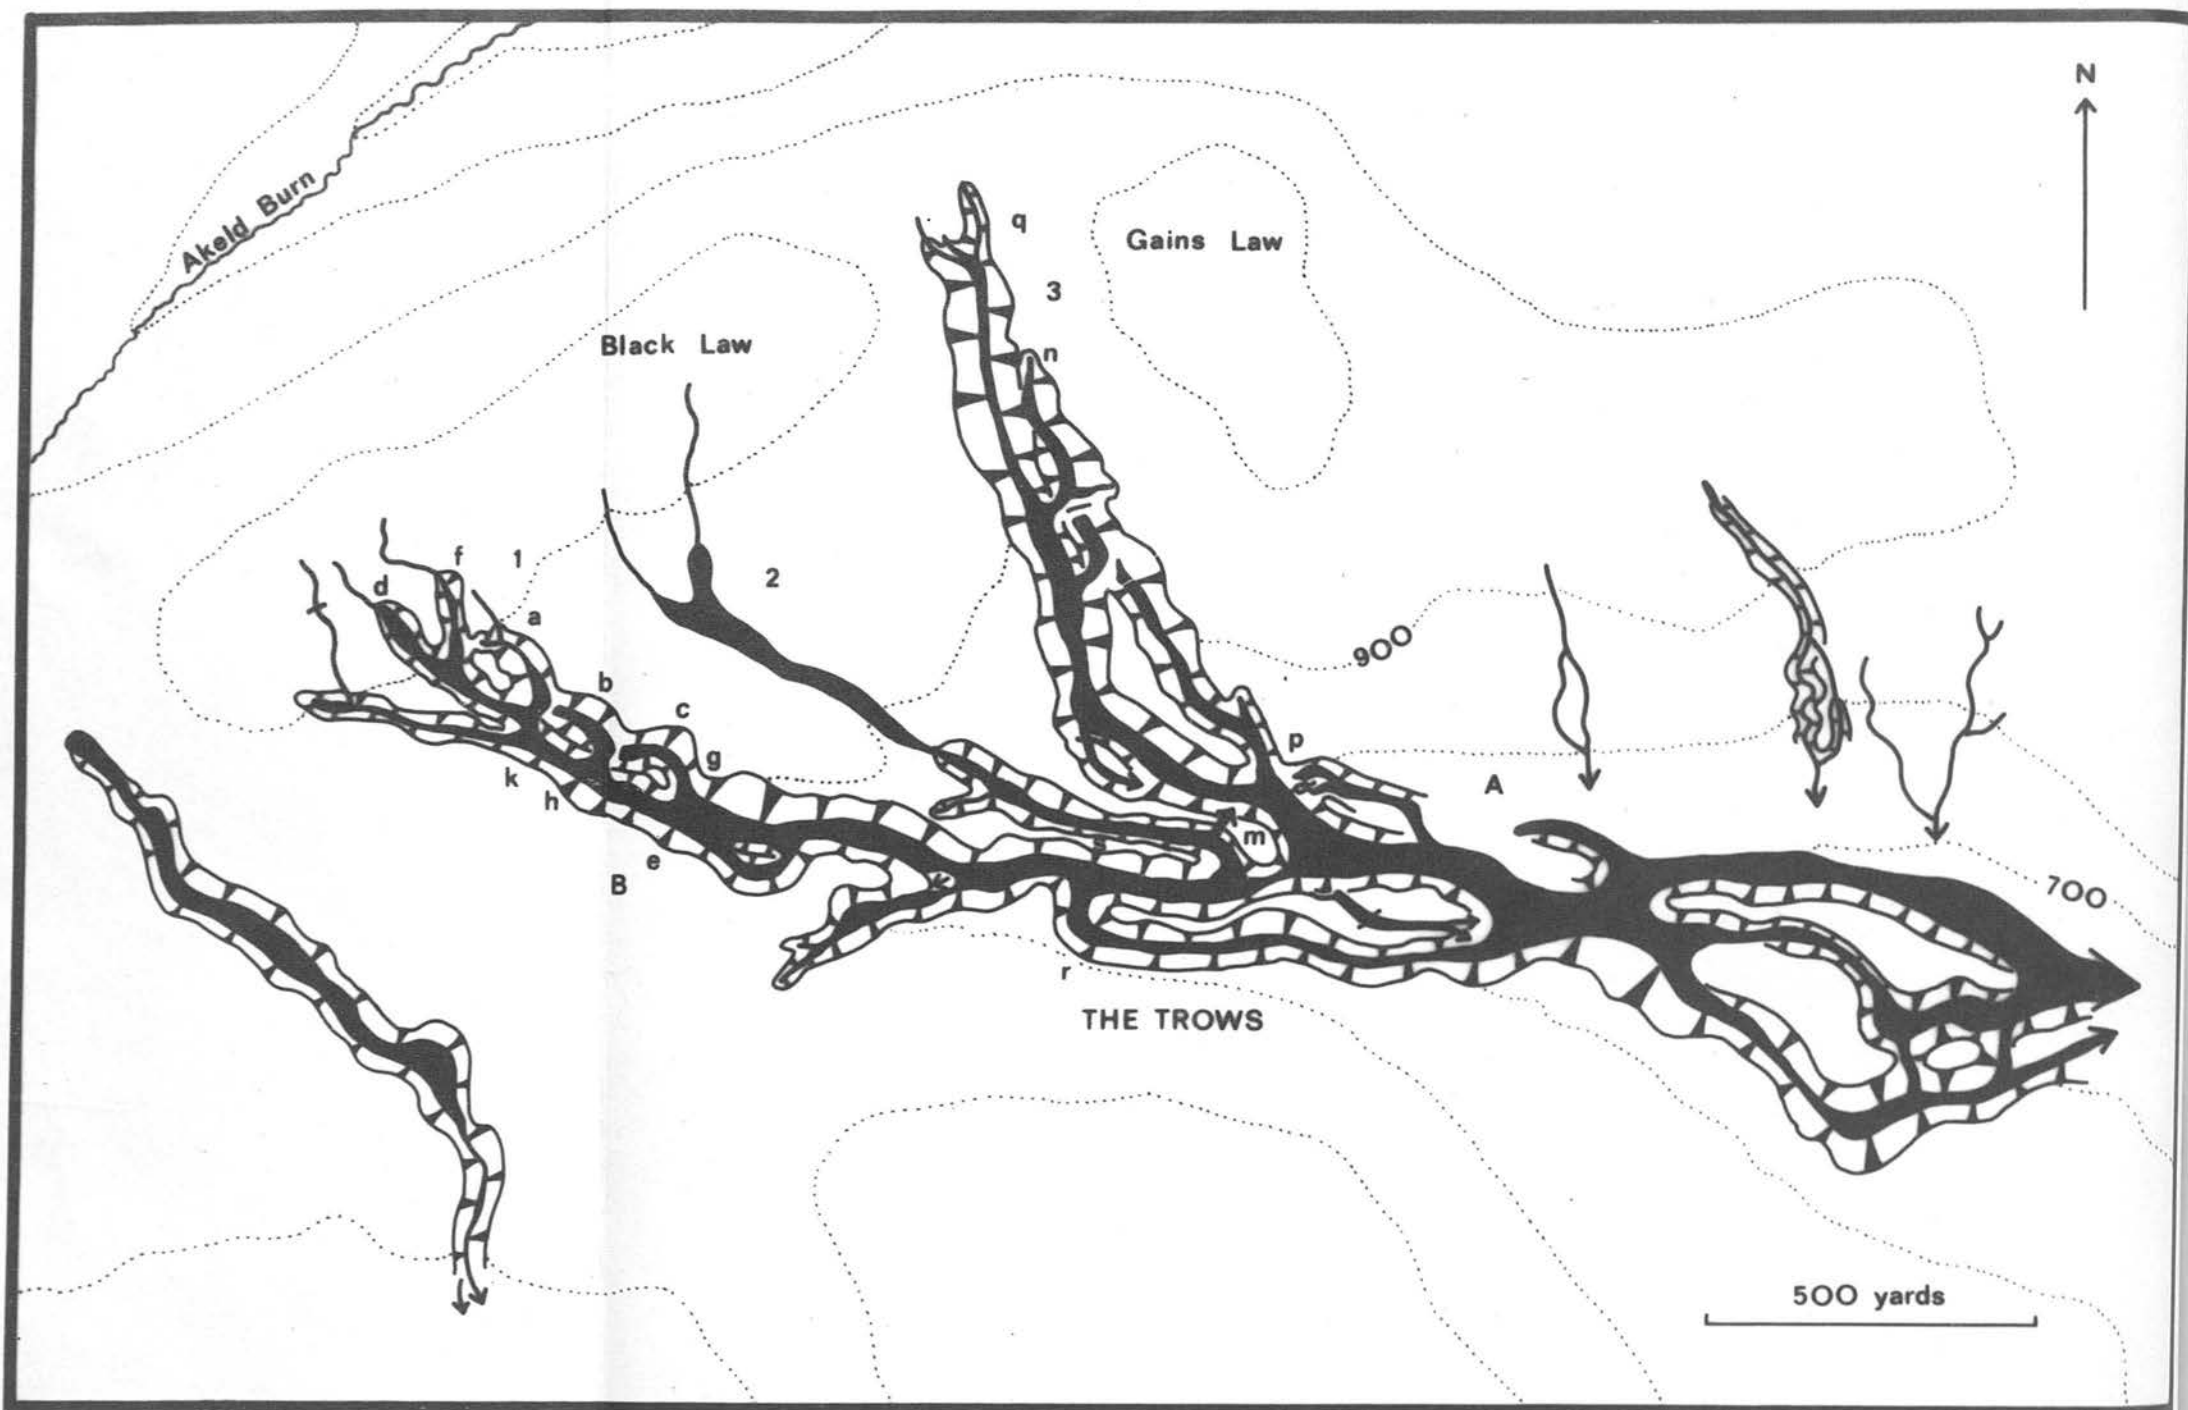 N
Akeld Burn
q
Gains Law
3
Black Law
n
f
1
d
a
2
900
b
c
p
g
k
A
h
m
s
e
B
700
r
THE TROWS
500 yards